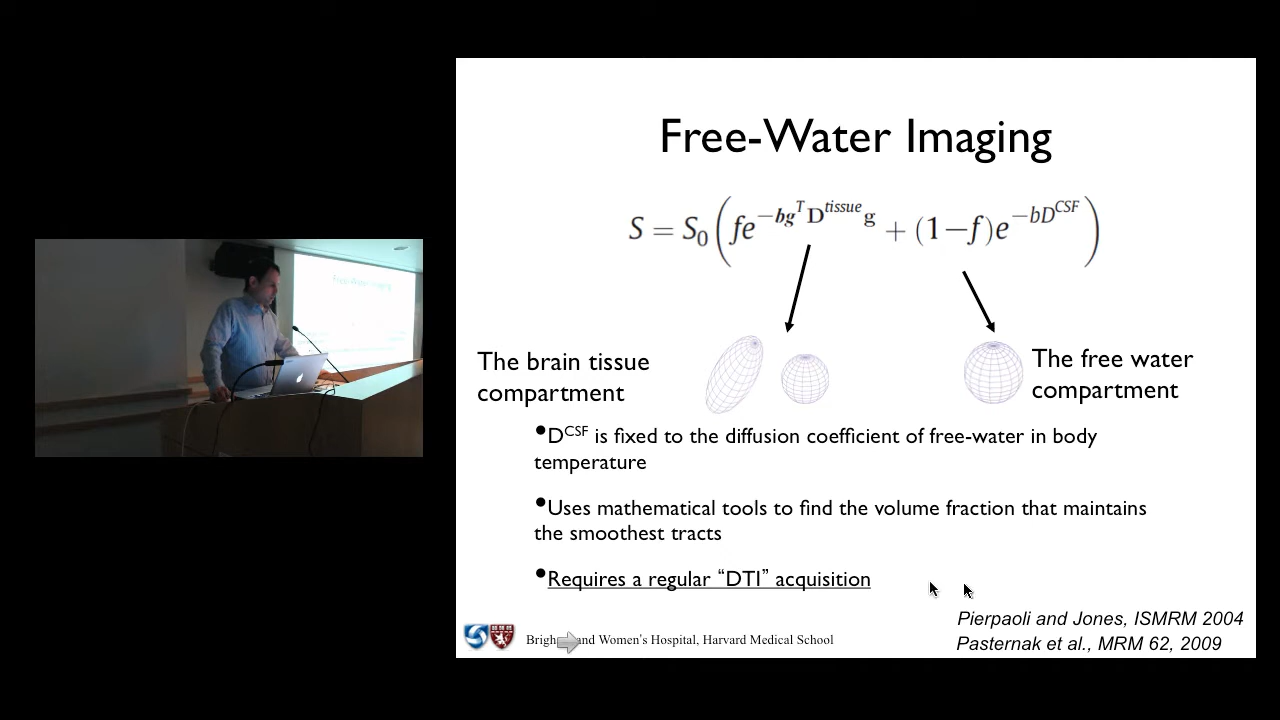 Free-Water Imaging
S = S₀(fe^{−bgᵀD^{tissue}g} + (1−f)e^{−bD^{CSF}})
The brain tissue
compartment
The free water
compartment
•D^{CSF} is fixed to the diffusion coefficient of free-water in body
temperature
•Uses mathematical tools to find the volume fraction that maintains
the smoothest tracts
•Requires a regular “DTI” acquisition
Pierpaoli and Jones, ISMRM 2004
Women's Hospital, Harvard Medical School
Pasternak et al., MRM 62, 2009